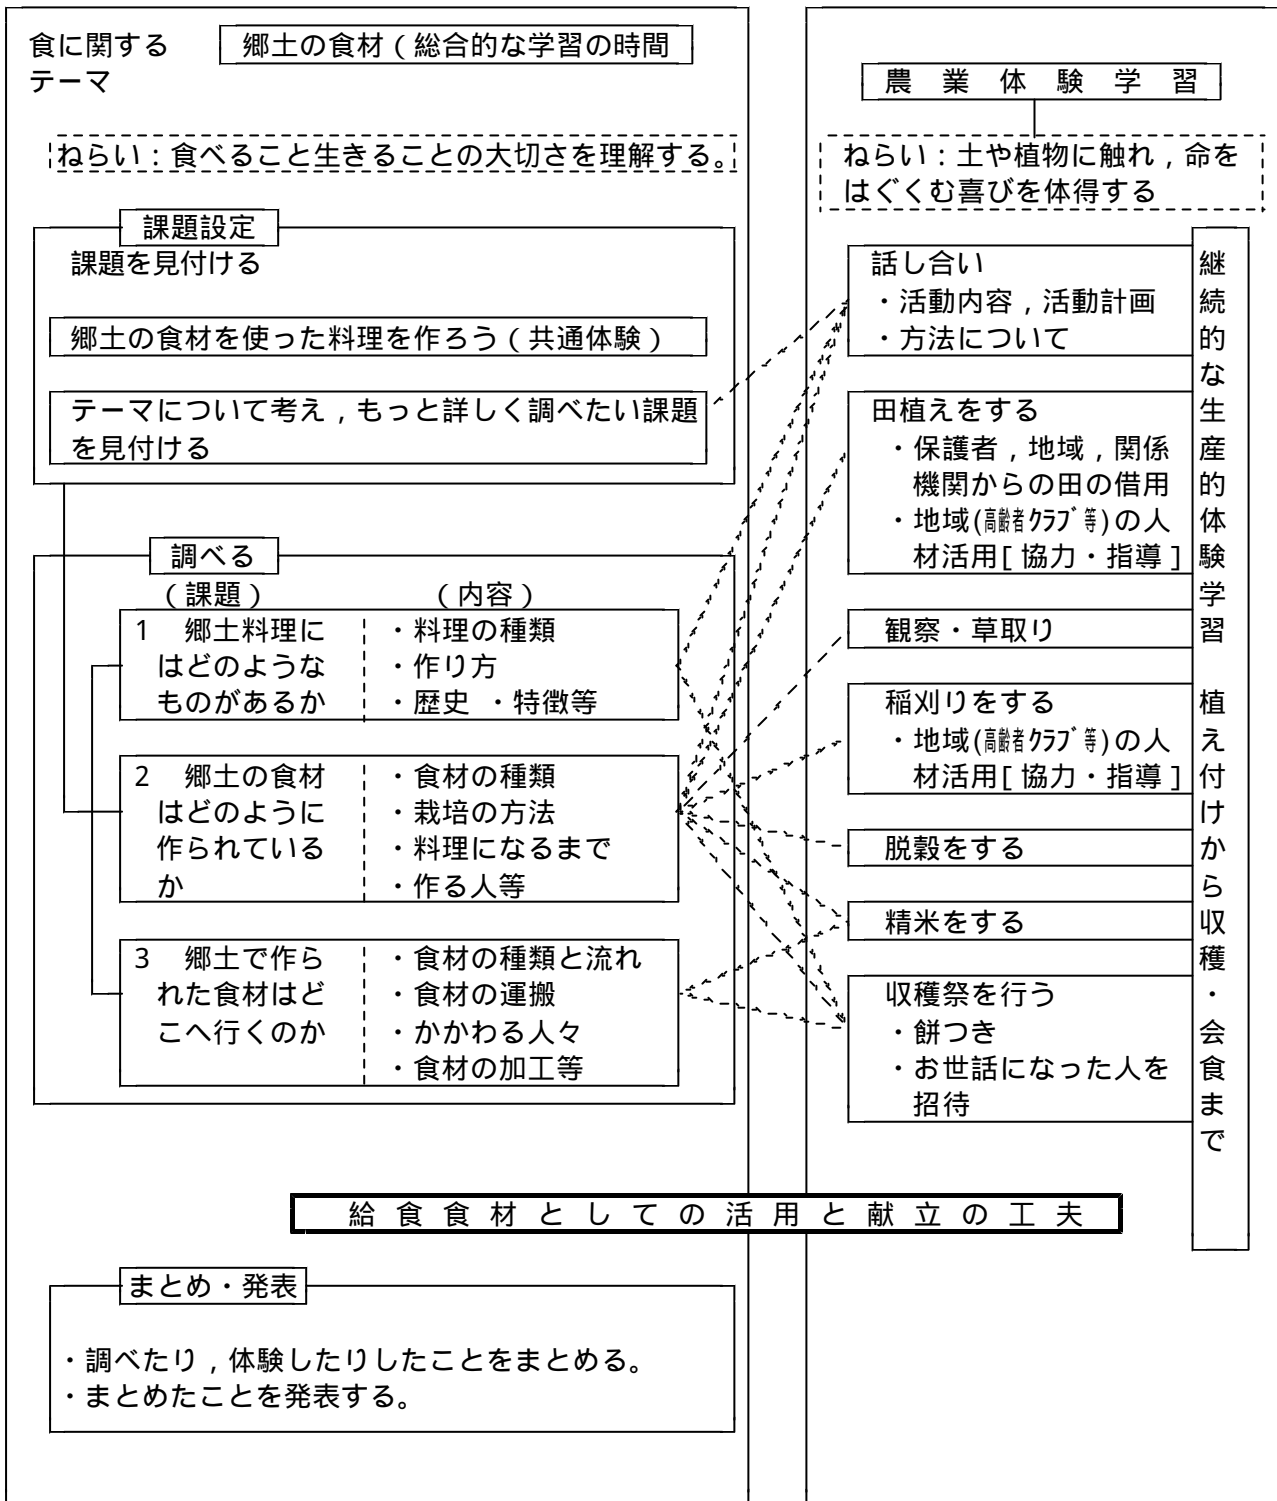 食に関する
テーマ
郷土の食材（総合的な学習の時間
ねらい：食べること生きることの大切さを理解する。
課題設定
課題を見付ける
郷土の食材を使った料理を作ろう（共通体験）
テーマについて考え，もっと詳しく調べたい課題
を見付ける
調べる
（課題）
（内容）
1　郷土料理に
はどのような
ものがあるか
・料理の種類
・作り方
・歴史 ・特徴等
2　郷土の食材
はどのように
作られている
か
・食材の種類
・栽培の方法
・料理になるまで
・作る人等
3　郷土で作ら
れた食材はど
こへ行くのか
・食材の種類と流れ
・食材の運搬
・かかわる人々
・食材の加工等
農業体験学習
ねらい：土や植物に触れ，命を
はぐくむ喜びを体得する
話し合い
・活動内容，活動計画
・方法について
田植えをする
・保護者，地域，関係
機関からの田の借用
・地域(高齢者ｸﾗﾌﾞ等)の人
材活用[協力・指導]
観察・草取り
稲刈りをする
・地域(高齢者ｸﾗﾌﾞ等)の人
材活用[協力・指導]
脱穀をする
精米をする
収穫祭を行う
・餅つき
・お世話になった人を
招待
継続的な生産的体験学習　植え付けから収穫・会食まで
給食食材としての活用と献立の工夫
まとめ・発表
・調べたり，体験したりしたことをまとめる。
・まとめたことを発表する。